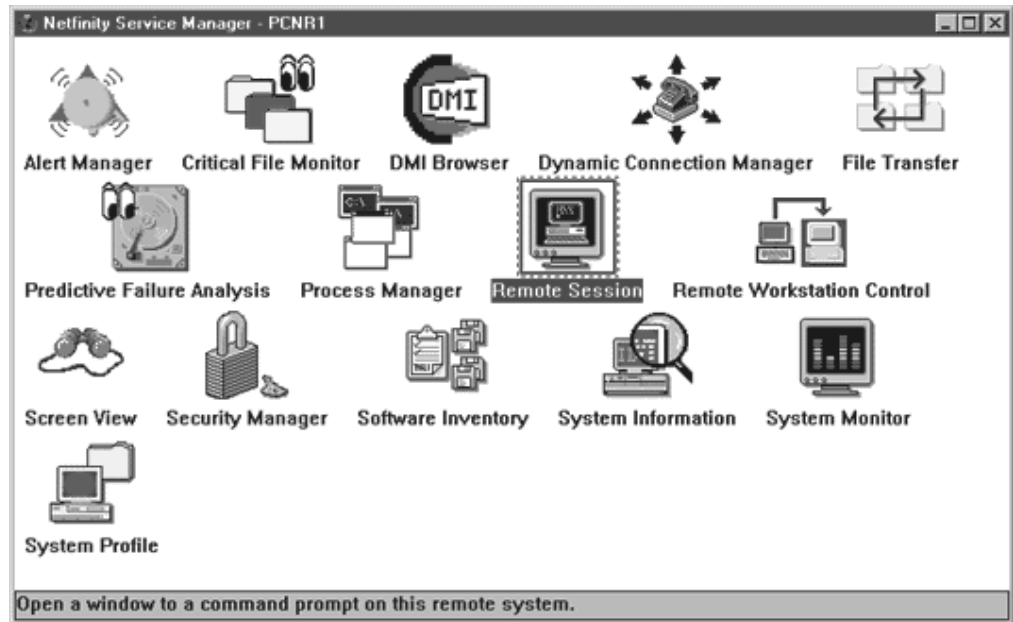 Netfinity Service Manager - PCNR1
DMI
Alert Manager Critical File Monitor DMI Browser Dynamic Connection Manager File Transfer
Predictive Failure Analysis Process Manager Remote Session Remote Workstation Control
Screen View Security Manager Software Inventory System Information System Monitor
System Profile
Open a window to a command prompt on this remote system.